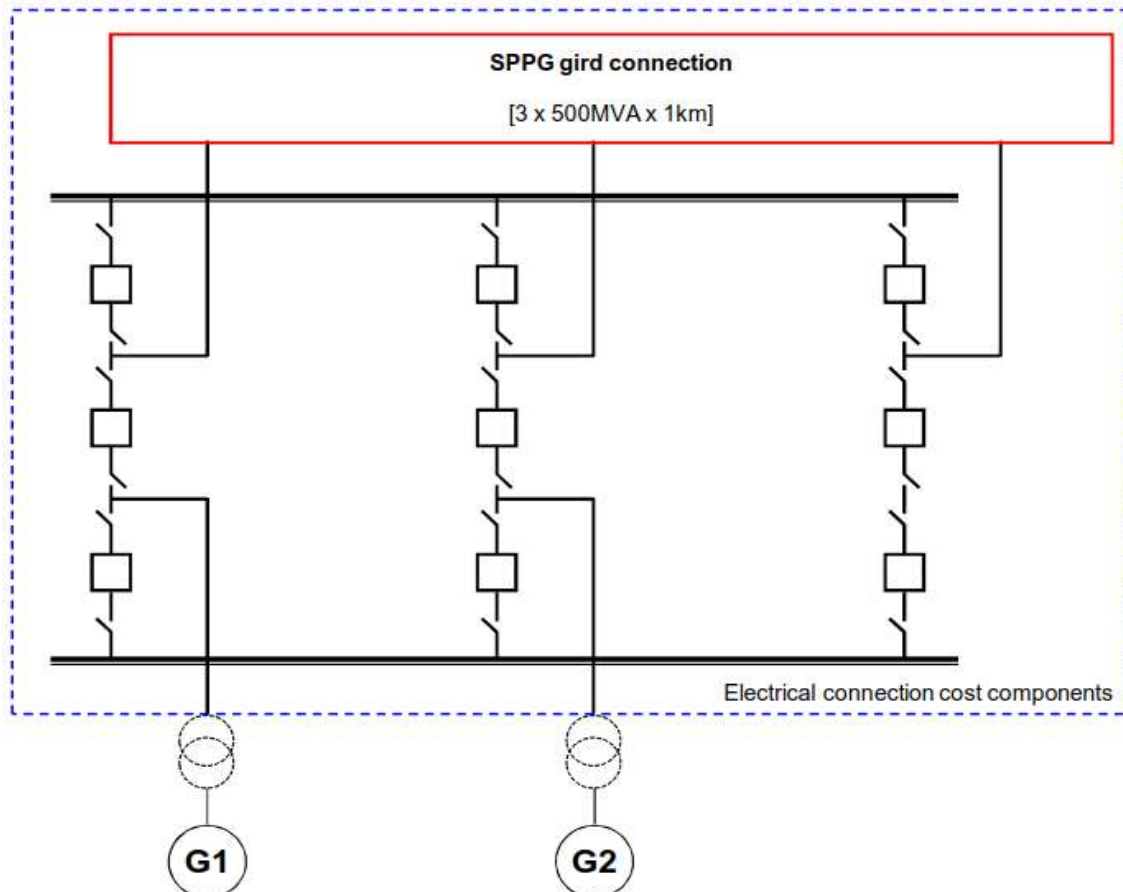 SPPG gird connection
[3 x 500MVA x 1km]
Electrical connection cost components
G1
G2